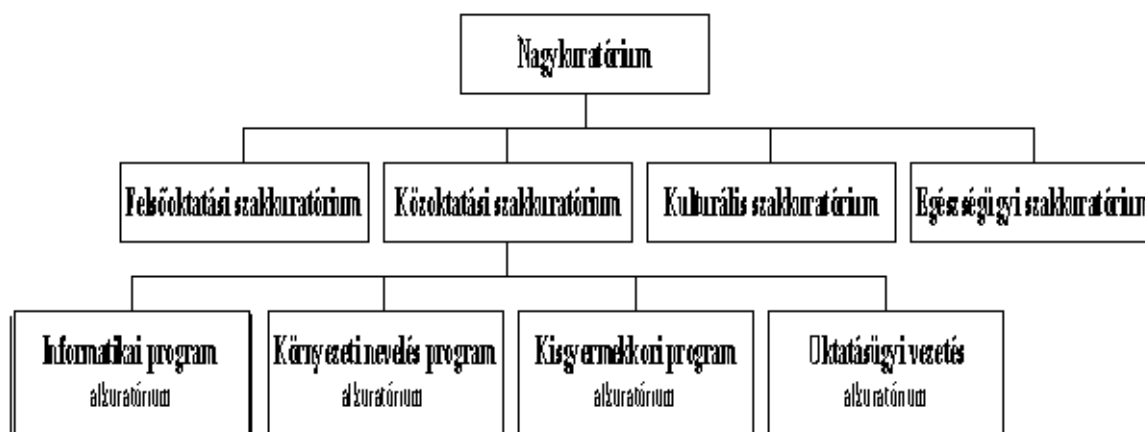 Nagykuratórium
Felsőoktatási szakkuratórium
Közoktatási szakkuratórium
Kulturális szakkuratórium
Egészségügyi szakkuratórium
Informatikai program
alkuratórium
Környezeti nevelés program
alkuratórium
Kisgyermekkori program
alkuratórium
Oktatásügyi vezetés
alkuratórium